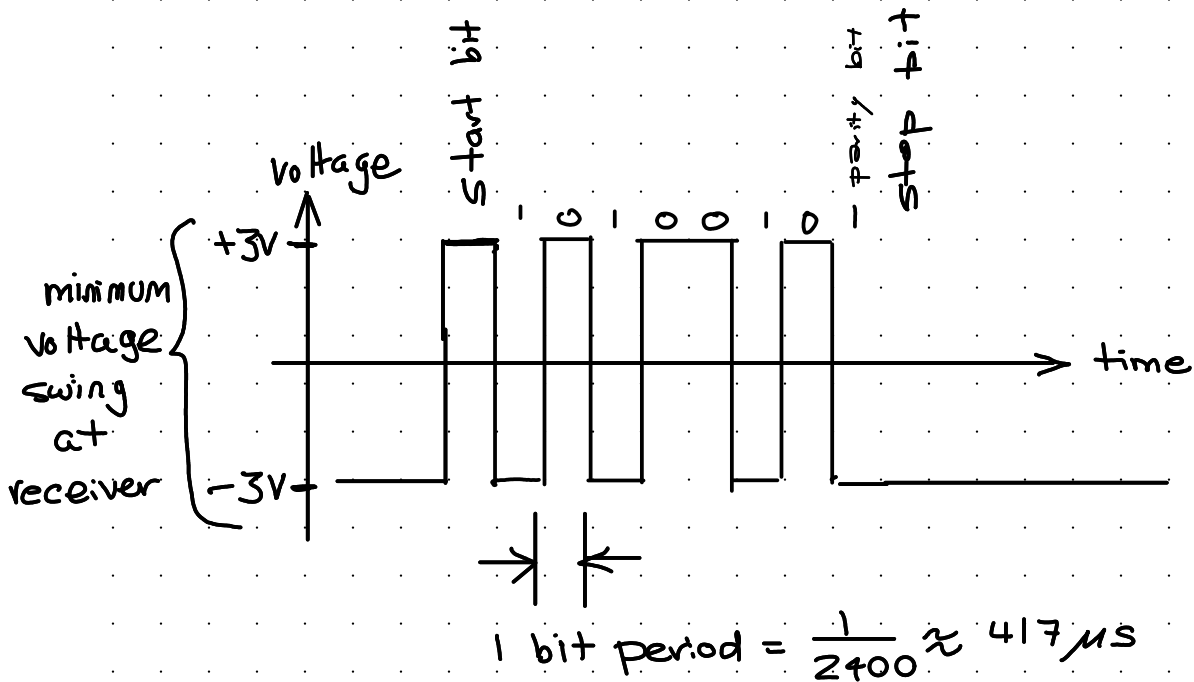 start bit
parity bit
stop bit
voltage
1 0 1 0 0 1 0 1
+3V
minimum
voltage
swing
at
receiver
time
-3V
1 bit period = 1/2400 ≈ 417 μs